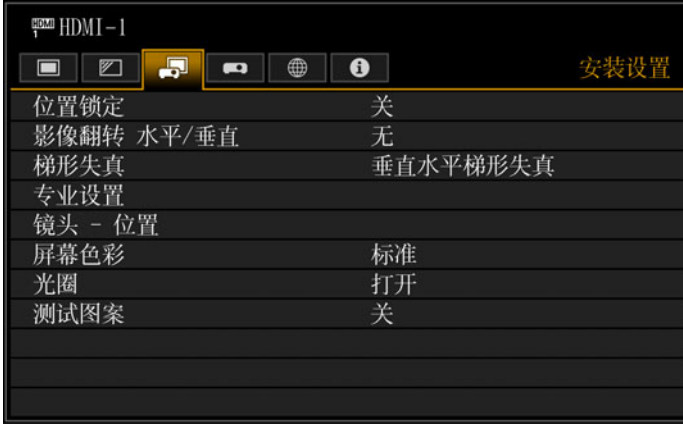 HDMI 1 HDMI-1
安装设置
位置锁定 关
影像翻转 水平/垂直 无
梯形失真 垂直水平梯形失真
专业设置
镜头 - 位置
屏幕色彩 标准
光圈 打开
测试图案 关